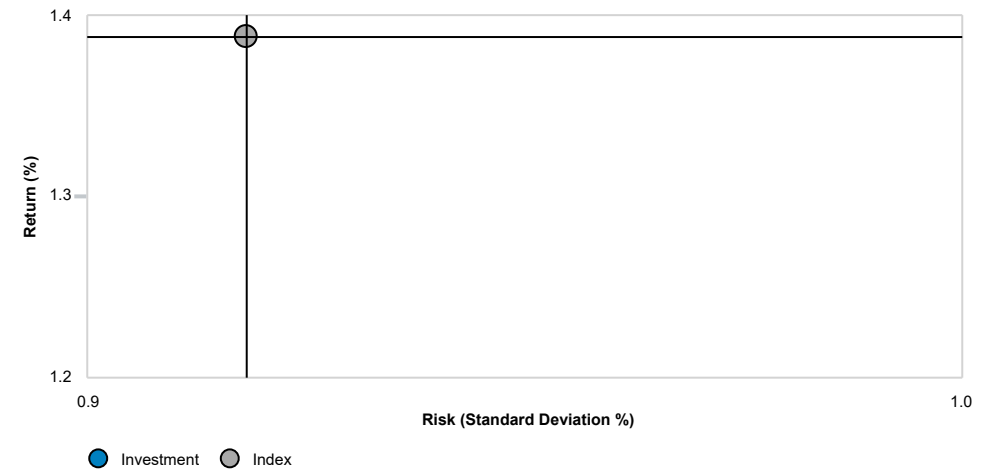 1.4
Return (%)
1.3
1.2
0.9 1.0
Risk (Standard Deviation %)
Investment Index